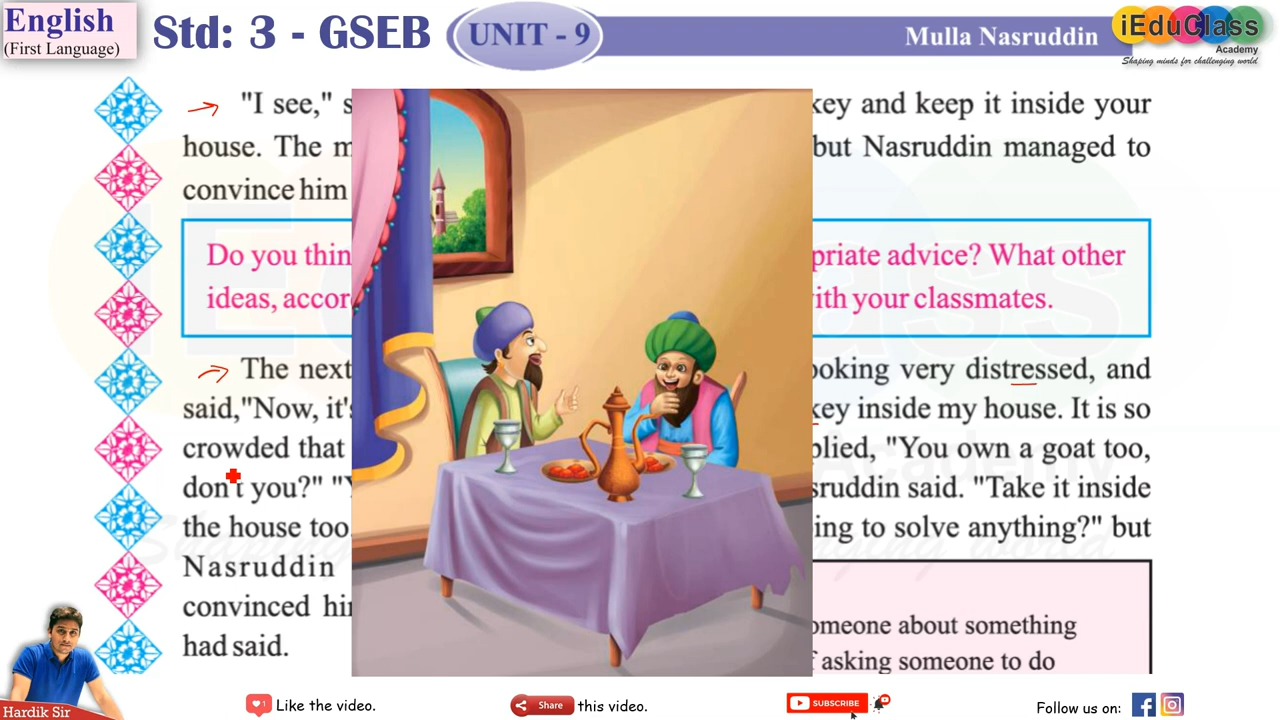 English
(First Language)
Std: 3 - GSEB
UNIT - 9
Mulla Nasruddin
iEduClass
Academy
Shaping minds for challenging world
"I see," key and keep it inside your
house. The but Nasruddin managed to
convince him
Do you thin priate advice? What other
ideas, with your classmates.
The next ooking very distressed, and
said,"Now, it's key inside my house. It is so
crowded that plied, "You own a goat too,
don't you?" sruddin said. "Take it inside
the house too. ing to solve anything?" but
Nasruddin
convinced
had said.
omeone about something
asking someone to do
Hardik Sir
1
Like the video.
Share
this video.
SUBSCRIBE
Follow us on: